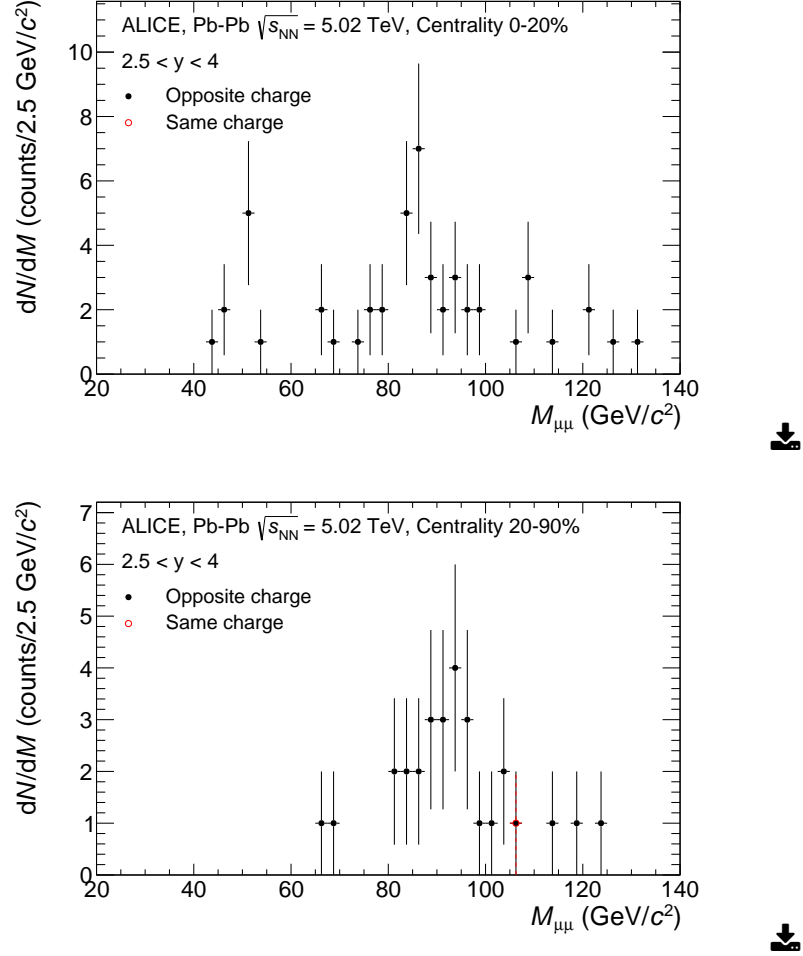 ALICE, Pb-Pb √sNN = 5.02 TeV, Centrality 0-20%
2.5 < y < 4
Opposite charge
Same charge
dN/dM (counts/2.5 GeV/c²)
10
8
6
4
2
0
20 40 60 80 100 120 140
Mμμ (GeV/c²)
ALICE, Pb-Pb √sNN = 5.02 TeV, Centrality 20-90%
2.5 < y < 4
Opposite charge
Same charge
dN/dM (counts/2.5 GeV/c²)
7
6
5
4
3
2
1
0
20 40 60 80 100 120 140
Mμμ (GeV/c²)